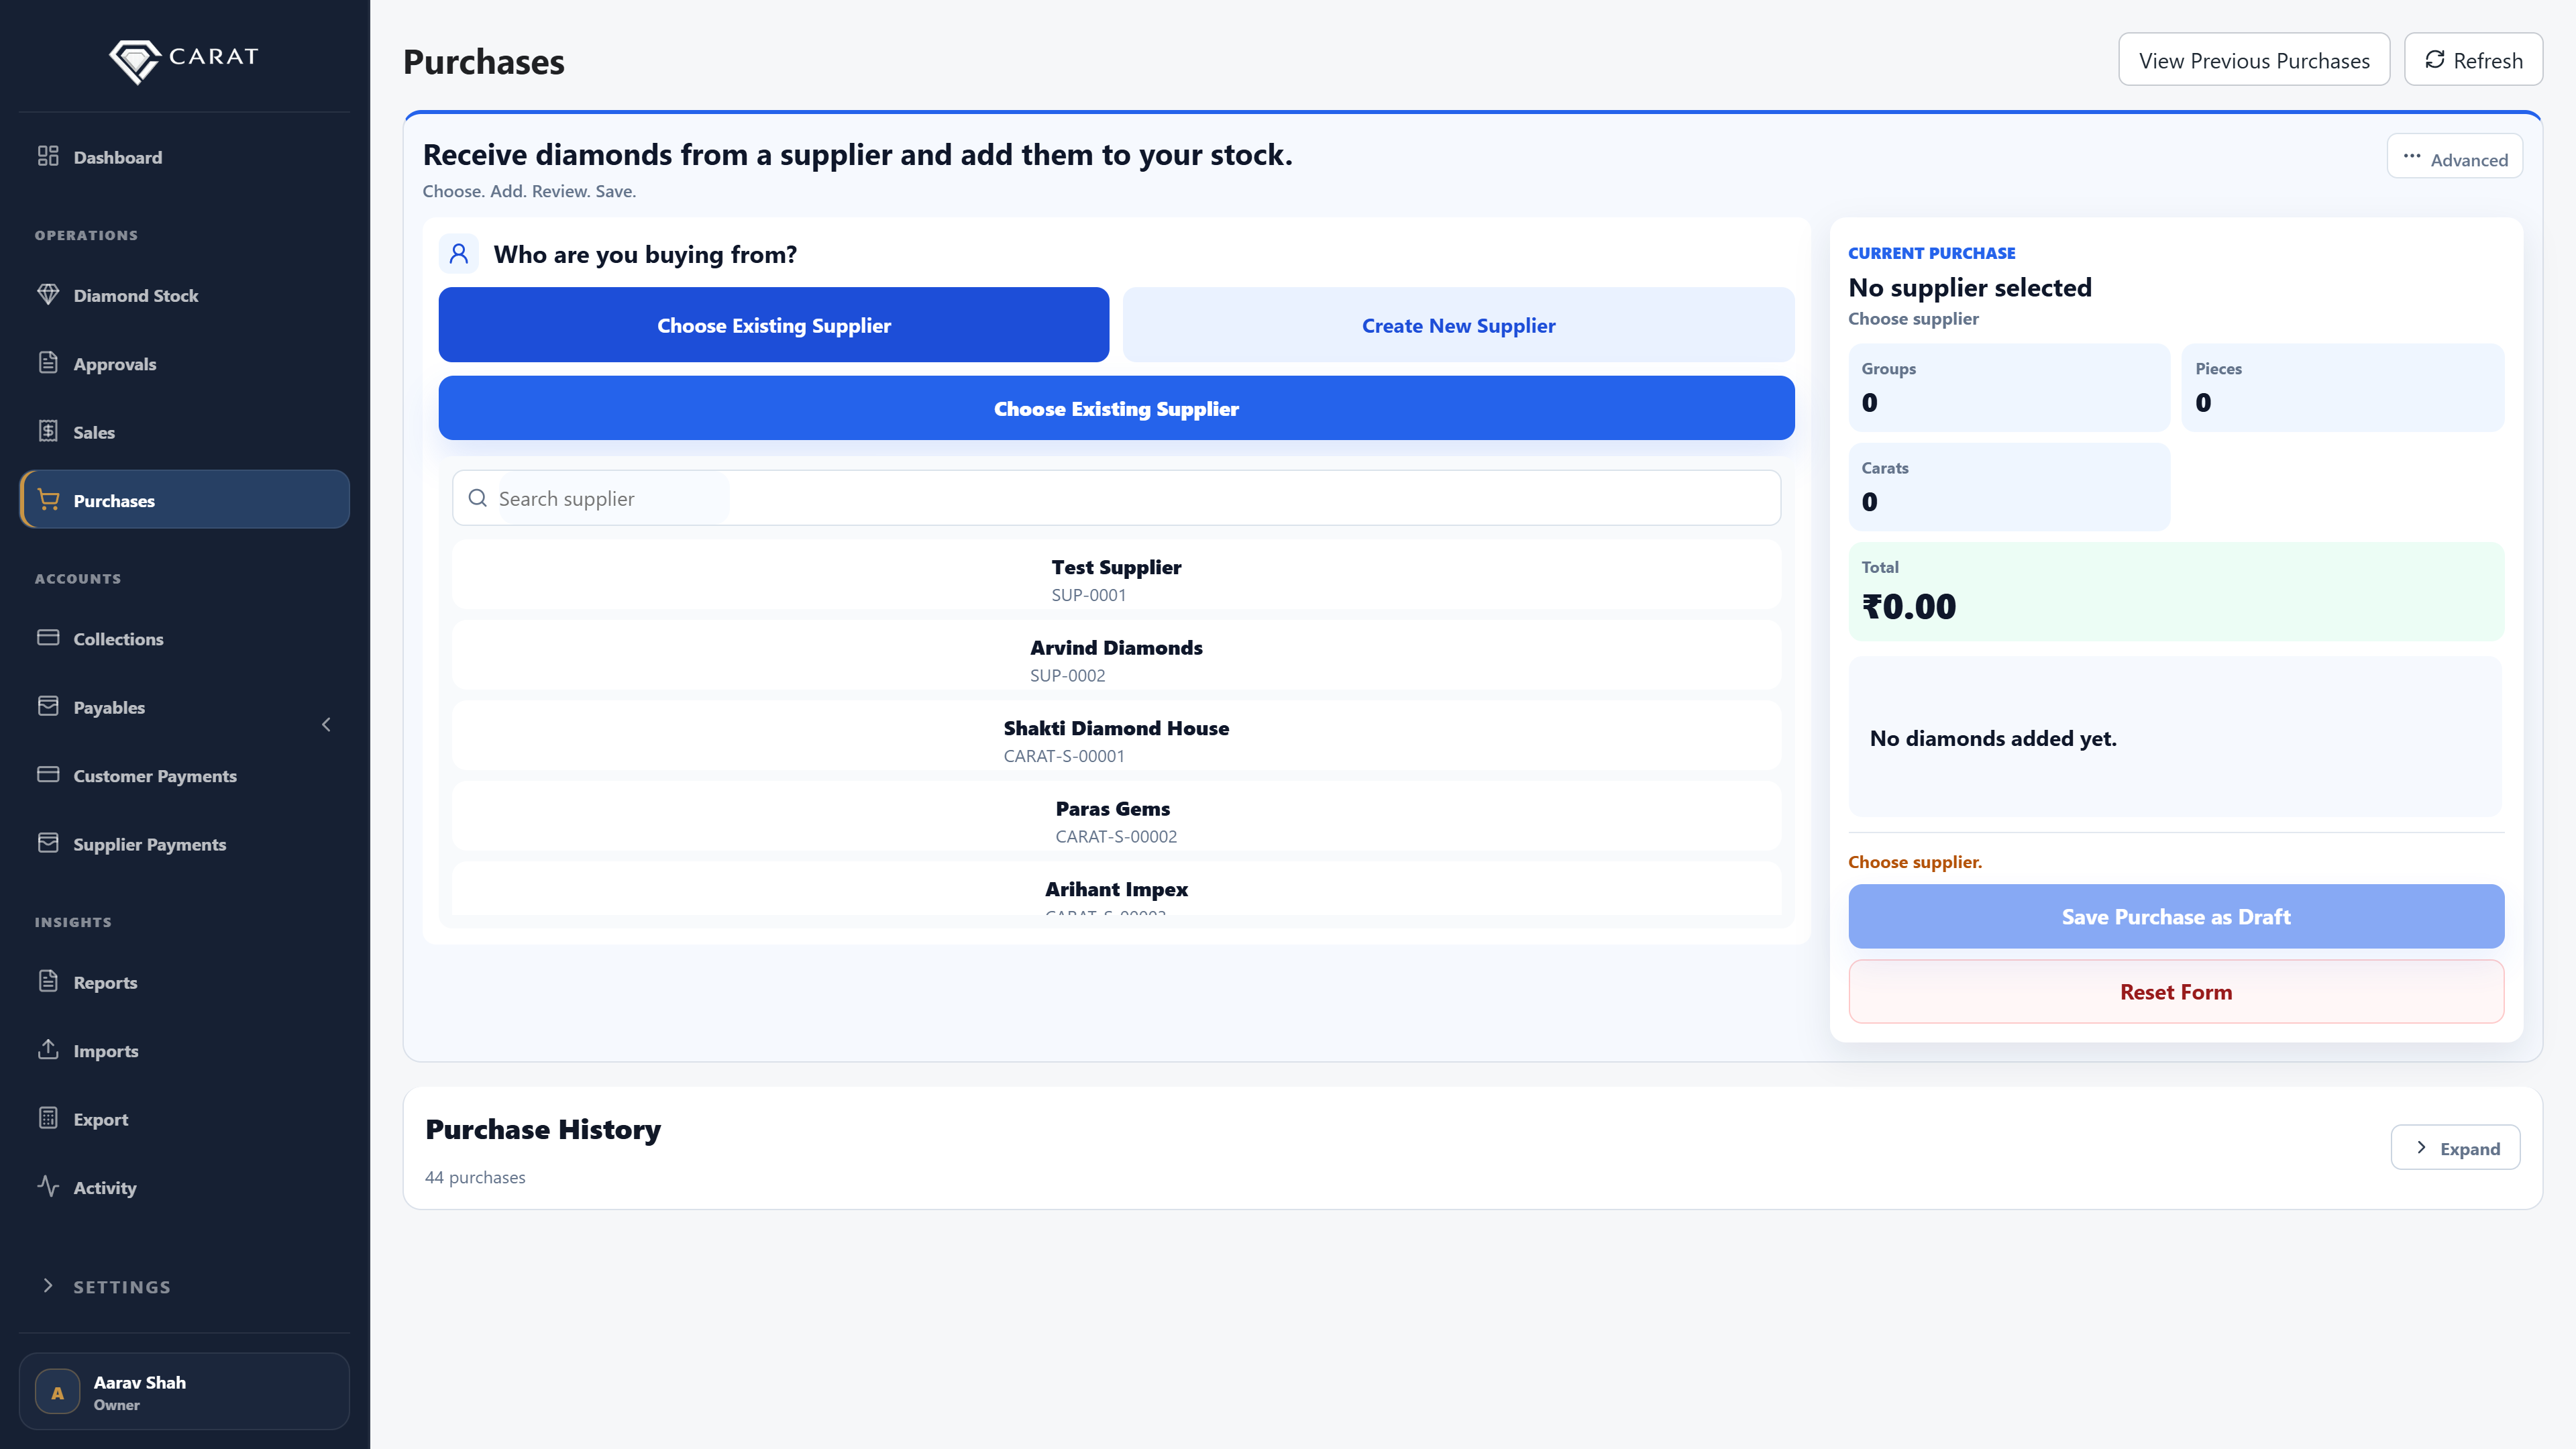 CARAT
Dashboard
OPERATIONS
Diamond Stock
Approvals
Sales
Purchases
ACCOUNTS
Collections
Payables
Customer Payments
Supplier Payments
INSIGHTS
Reports
Imports
Export
Activity
SETTINGS
A
Aarav Shah
Owner
Purchases
View Previous Purchases
Refresh
Receive diamonds from a supplier and add them to your stock.
Choose. Add. Review. Save.
Advanced
Who are you buying from?
Choose Existing Supplier
Create New Supplier
Choose Existing Supplier
Search supplier
Test Supplier
SUP-0001
Arvind Diamonds
SUP-0002
Shakti Diamond House
CARAT-S-00001
Paras Gems
CARAT-S-00002
Arihant Impex
CARAT-S-00003
CURRENT PURCHASE
No supplier selected
Choose supplier
Groups
0
Pieces
0
Carats
0
Total
₹0.00
No diamonds added yet.
Choose supplier.
Save Purchase as Draft
Reset Form
Purchase History
44 purchases
Expand